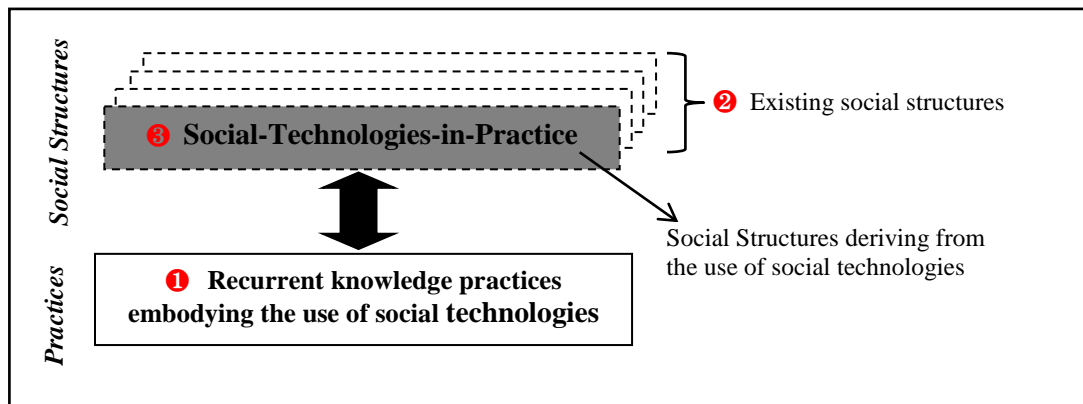 Social Structures
❷ Existing social structures
❸ Social-Technologies-in-Practice
Social Structures deriving from
the use of social technologies
Practices
❶ Recurrent knowledge practices
embodying the use of social technologies